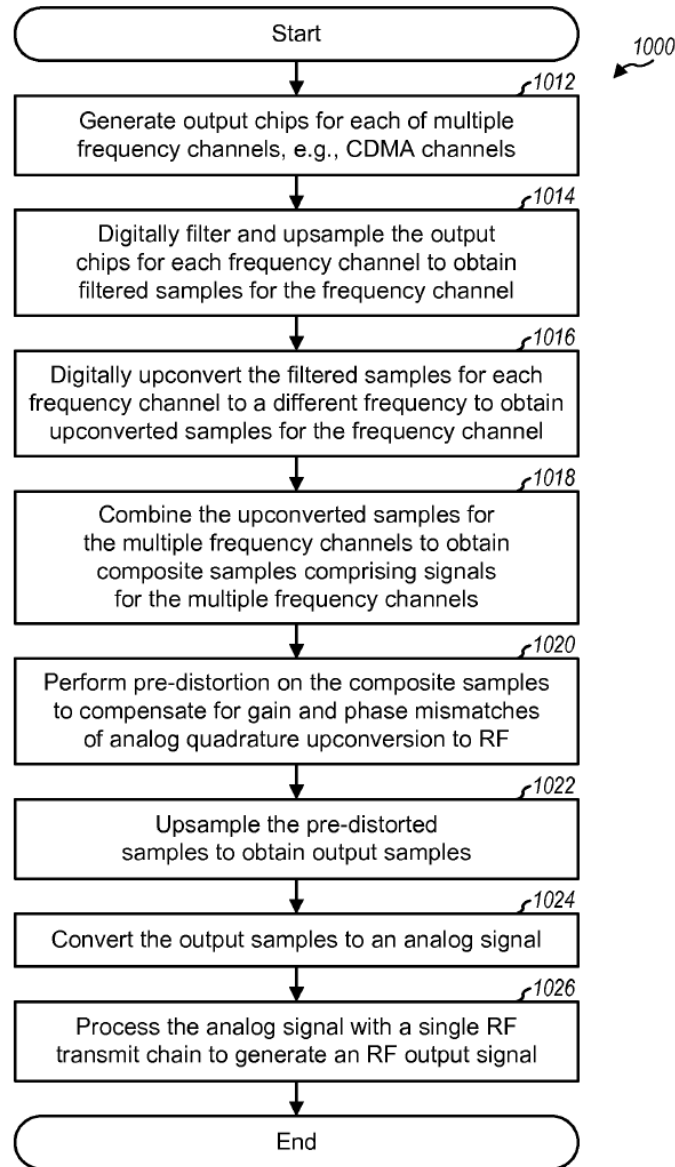 Start
1000
1012
Generate output chips for each of multiple
frequency channels, e.g., CDMA channels
1014
Digitally filter and upsample the output
chips for each frequency channel to obtain
filtered samples for the frequency channel
1016
Digitally upconvert the filtered samples for each
frequency channel to a different frequency to obtain
upconverted samples for the frequency channel
1018
Combine the upconverted samples for
the multiple frequency channels to obtain
composite samples comprising signals
for the multiple frequency channels
1020
Perform pre-distortion on the composite samples
to compensate for gain and phase mismatches
of analog quadrature upconversion to RF
1022
Upsample the pre-distorted
samples to obtain output samples
1024
Convert the output samples to an analog signal
1026
Process the analog signal with a single RF
transmit chain to generate an RF output signal
End